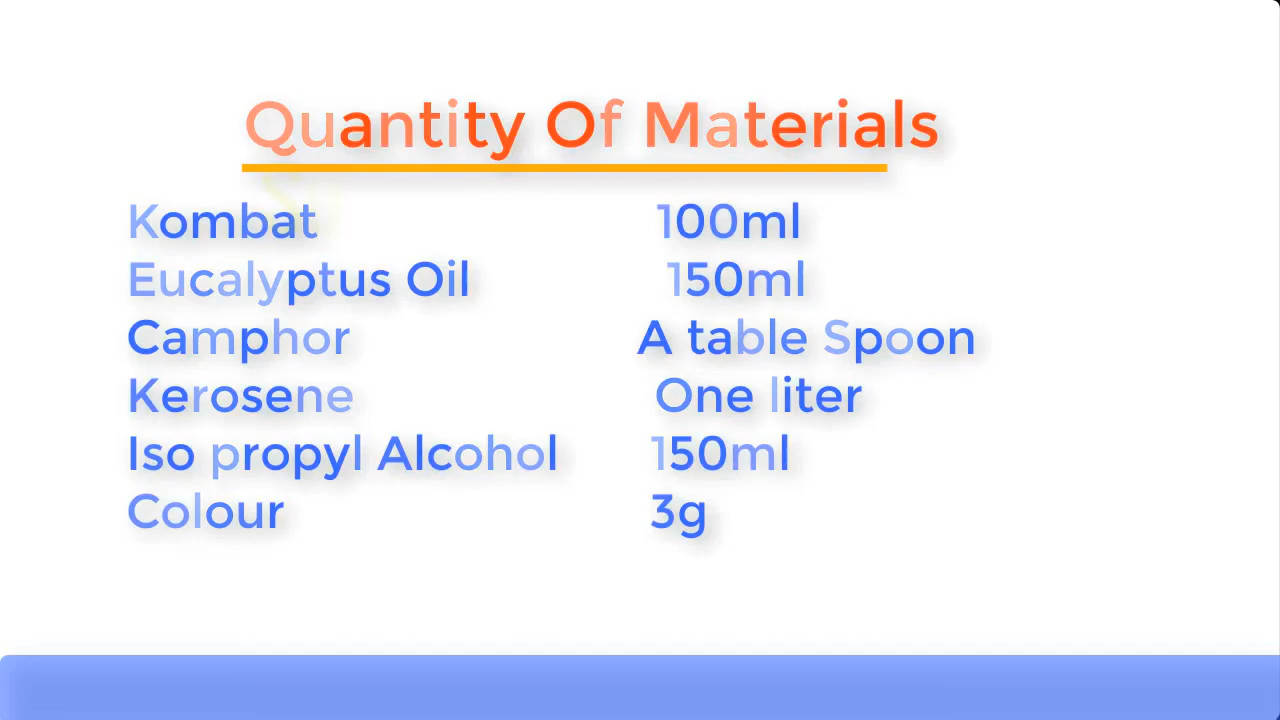 Quantity Of Materials
Kombat 100ml
Eucalyptus Oil 150ml
Camphor A table Spoon
Kerosene One liter
Iso propyl Alcohol 150ml
Colour 3g